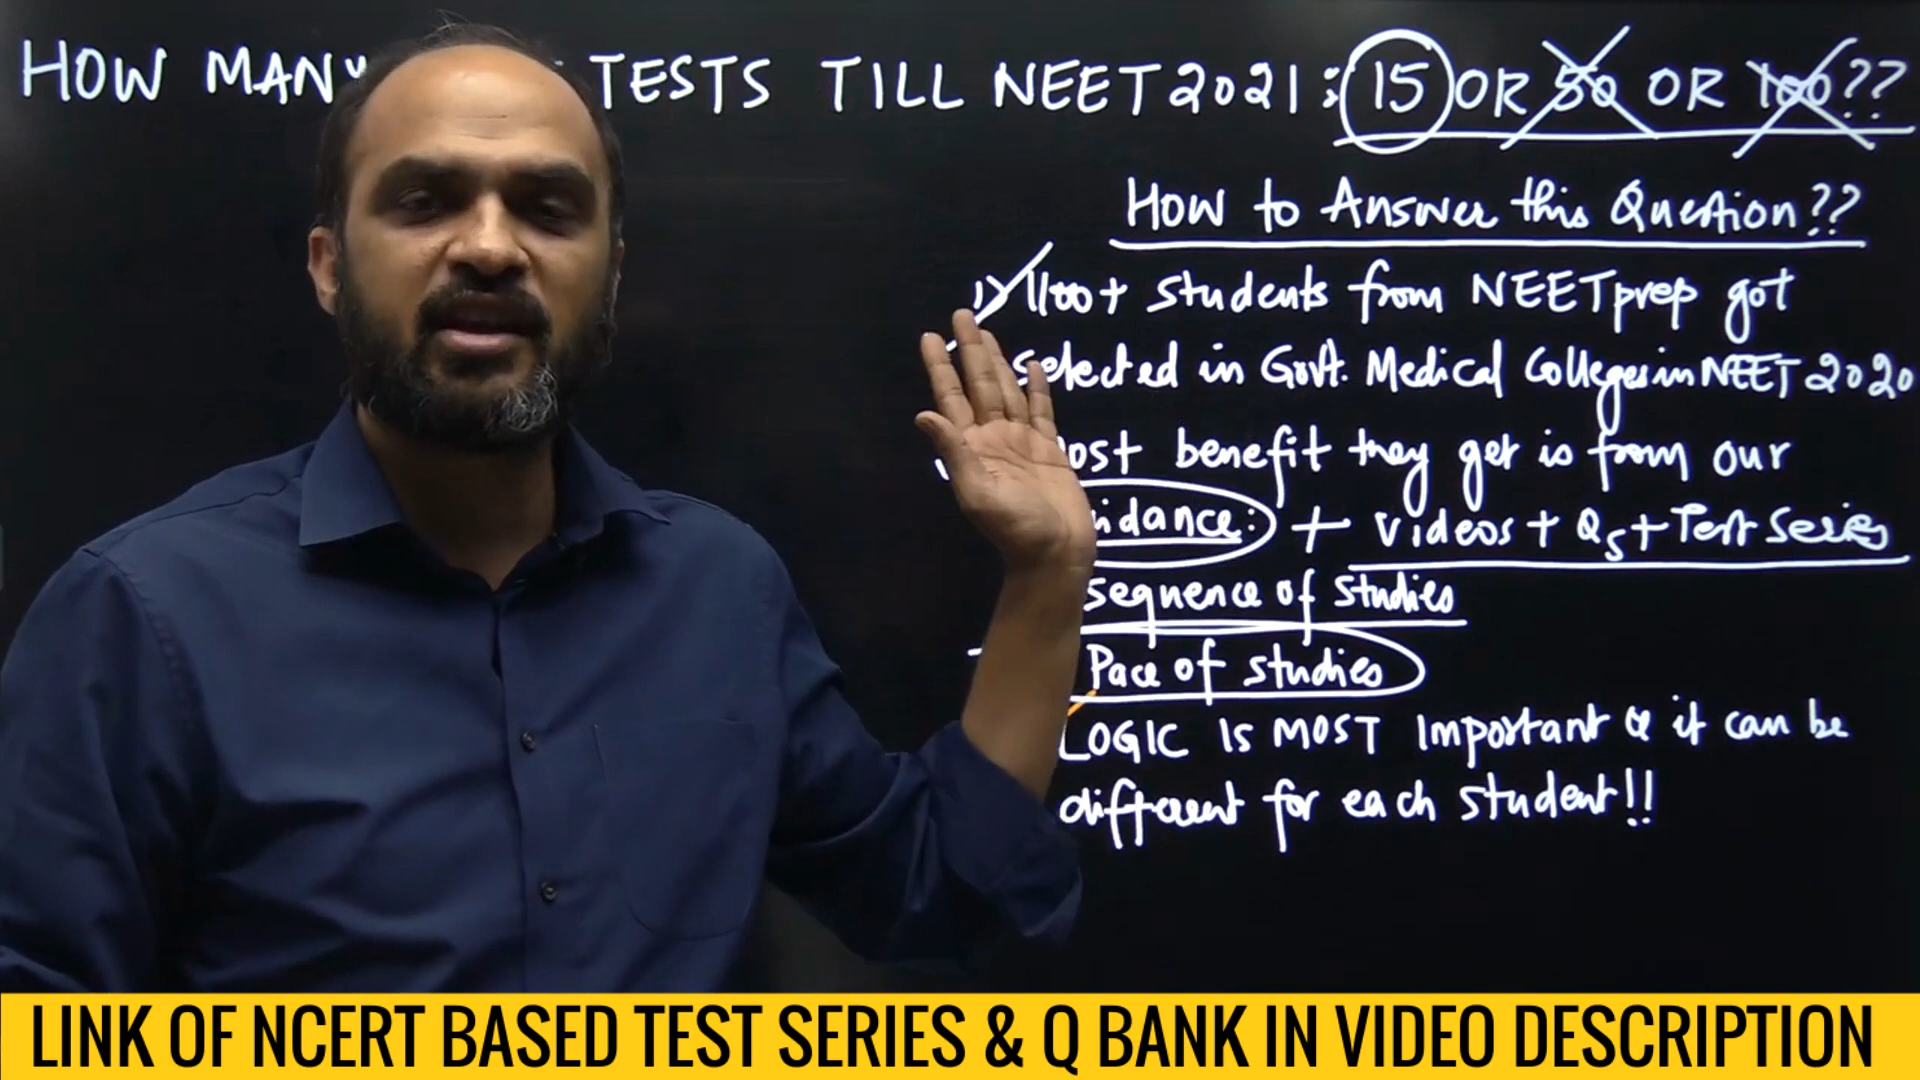 HOW MANY TESTS TILL NEET 2021: 15 OR 50 OR 100??
How to Answer this Question??
1) 1100+ students from NEETprep got
selected in Govt. Medical Colleges in NEET 2020
benefit they get is from our
+ Videos + Qs + Test Series
sequence of studies
Pace of studies
LOGIC IS MOST Important & it can be
different for each student!!
LINK OF NCERT BASED TEST SERIES & Q BANK IN VIDEO DESCRIPTION